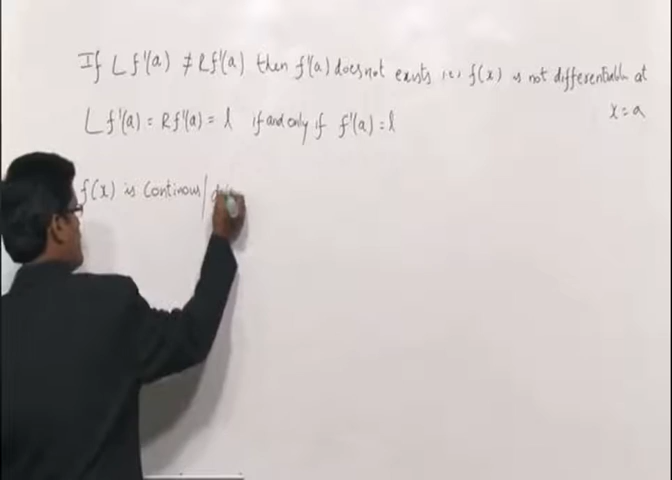 If Lf'(a) ≠ Rf'(a) then f'(a) does not exists i.e., f(x) is not differentiable at
x=a
Lf'(a) = Rf'(a) = l if and only if f'(a) = l
f(x) is continous/